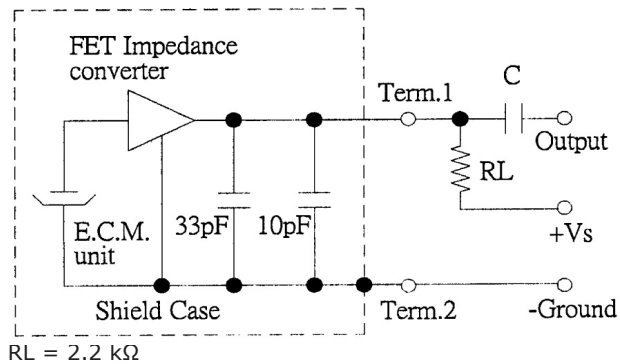 FET Impedance
converter
Term.1
C
Output
RL
+Vs
E.C.M.
unit
33pF
10pF
Shield Case
Term.2
-Ground
RL = 2.2 kΩ